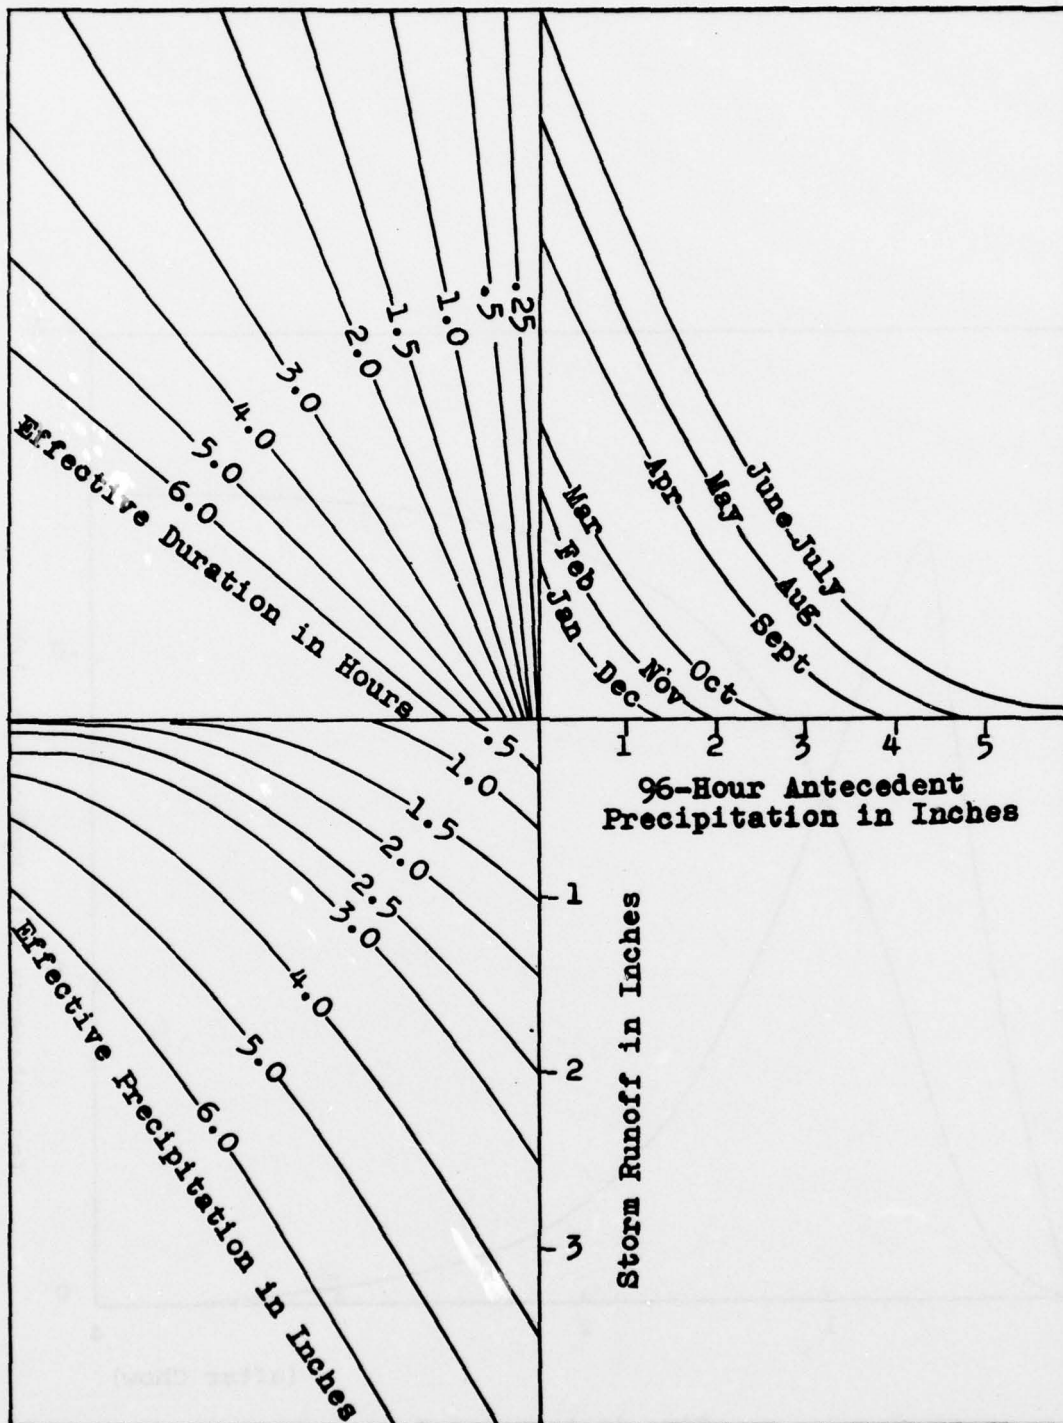 .25
.5
1.0
1.5
2.0
3.0
4.0
5.0
6.0
Effective Duration in Hours
June July
May Aug
Apr Sept
Mar Oct
Feb Nov
Jan Dec
1 2 3 4 5
96-Hour Antecedent
Precipitation in Inches
.5
1.0
1.5
2.0
2.5
3.0
4.0
5.0
6.0
Effective Precipitation in Inches
1
2
3
Storm Runoff in Inches
(after Chow)